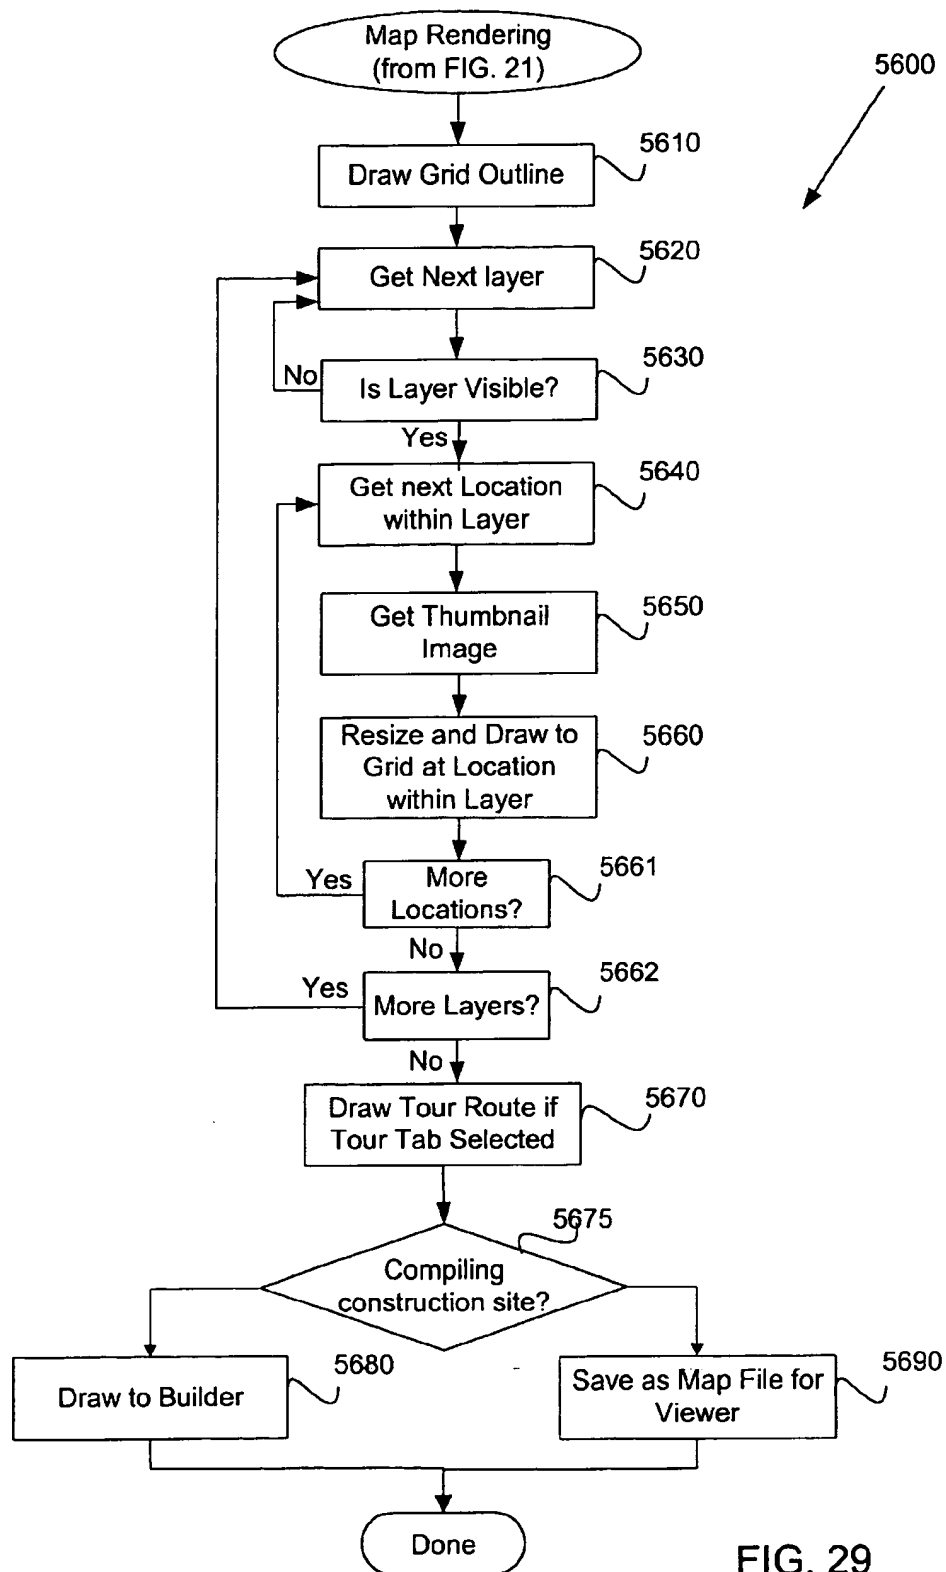 Map Rendering
(from FIG. 21)
5600
5610
Draw Grid Outline
5620
Get Next layer
5630
No
Is Layer Visible?
Yes
5640
Get next Location
within Layer
5650
Get Thumbnail
Image
5660
Resize and Draw to
Grid at Location
within Layer
5661
Yes
More
Locations?
No
5662
Yes
More Layers?
No
5670
Draw Tour Route if
Tour Tab Selected
5675
Compiling
construction site?
5680
Draw to Builder
5690
Save as Map File for
Viewer
Done
FIG. 29